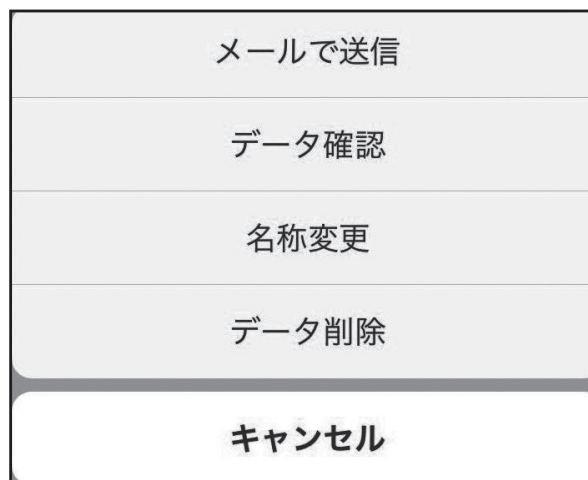 メールで送信
データ確認
名称変更
データ削除
キャンセル